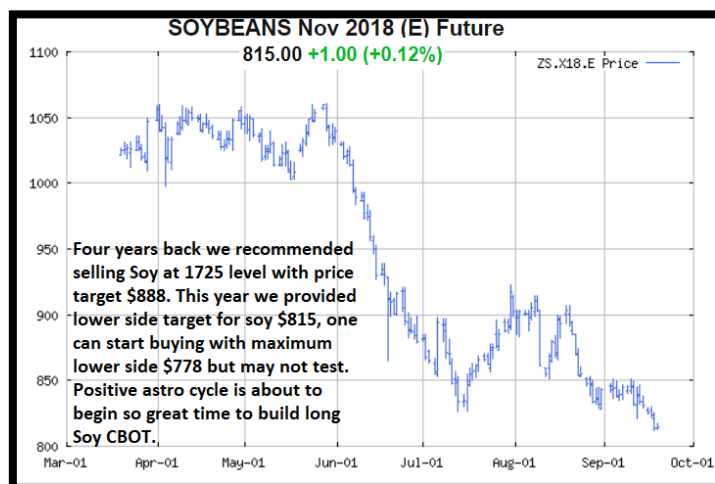 SOYBEANS Nov 2018 (E) Future
815.00 +1.00 (+0.12%)
ZS.X18.E Price
1100
1050
1000
950
900
850
800
Four years back we recommended
selling Soy at 1725 level with price
target $888. This year we provided
lower side target for soy $815, one
can start buying with maximum
lower side $778 but may not test.
Positive astro cycle is about to
begin so great time to build long
Soy CBOT.
Mar-01 Apr-01 May-01 Jun-01 Jul-01 Aug-01 Sep-01 Oct-01